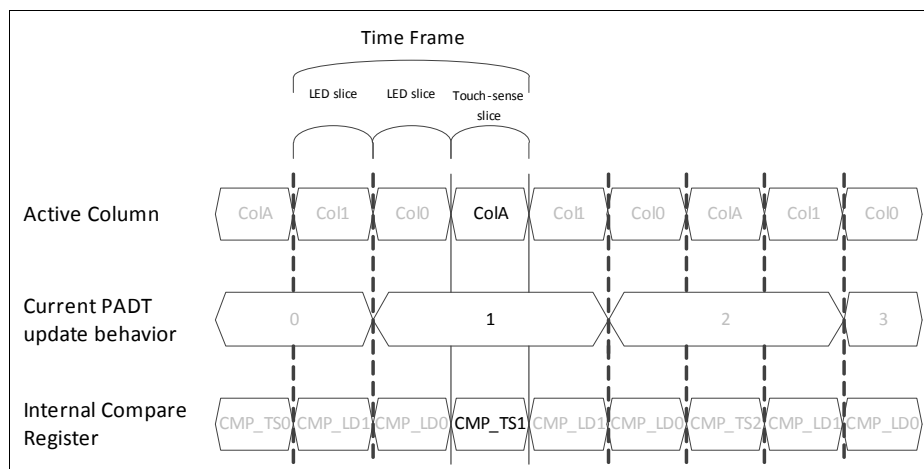 Time Frame
LED slice LED slice Touch-sense
slice
Active Column ColA Col1 Col0 ColA Col1 Col0 ColA Col1 Col0
Current PADT
update behavior 0 1 2 3
Internal Compare
Register CMP_TS0 CMP_LD1 CMP_LD0 CMP_TS1 CMP_LD1 CMP_LD0 CMP_TS2 CMP_LD1 CMP_LD0